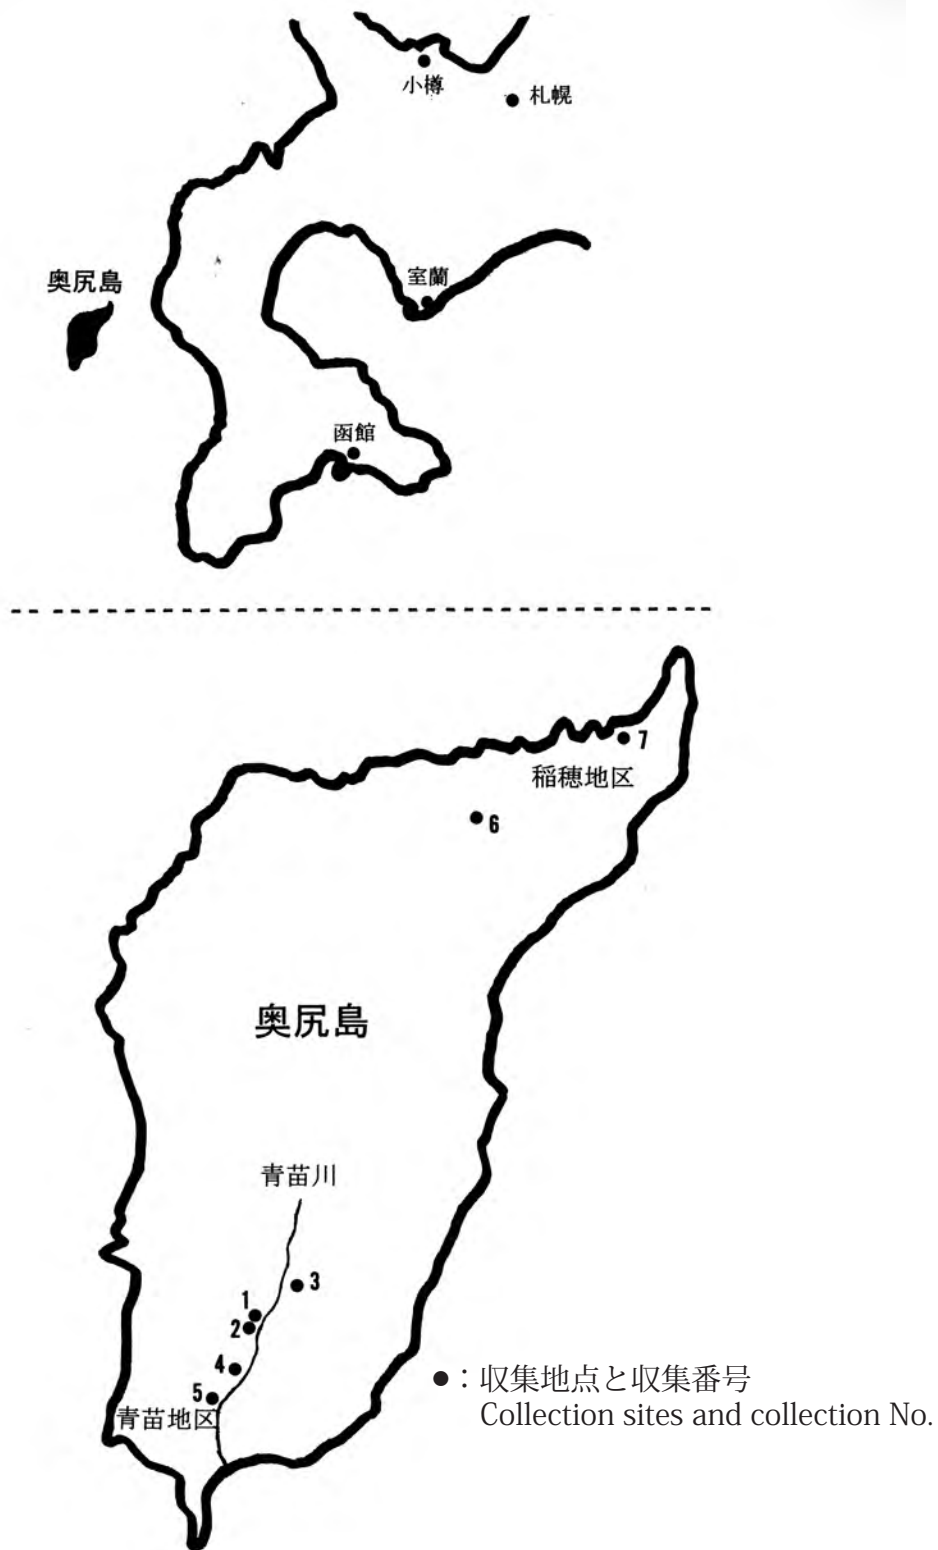 小樽
札幌
奥尻島
室蘭
函館
7
稲穂地区
6
奥尻島
青苗川
3
1
2
4
5
青苗地区
●：収集地点と収集番号
Collection sites and collection No.